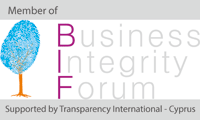 Member of
Business
Integrity
Forum
Supported by Transparency International - Cyprus